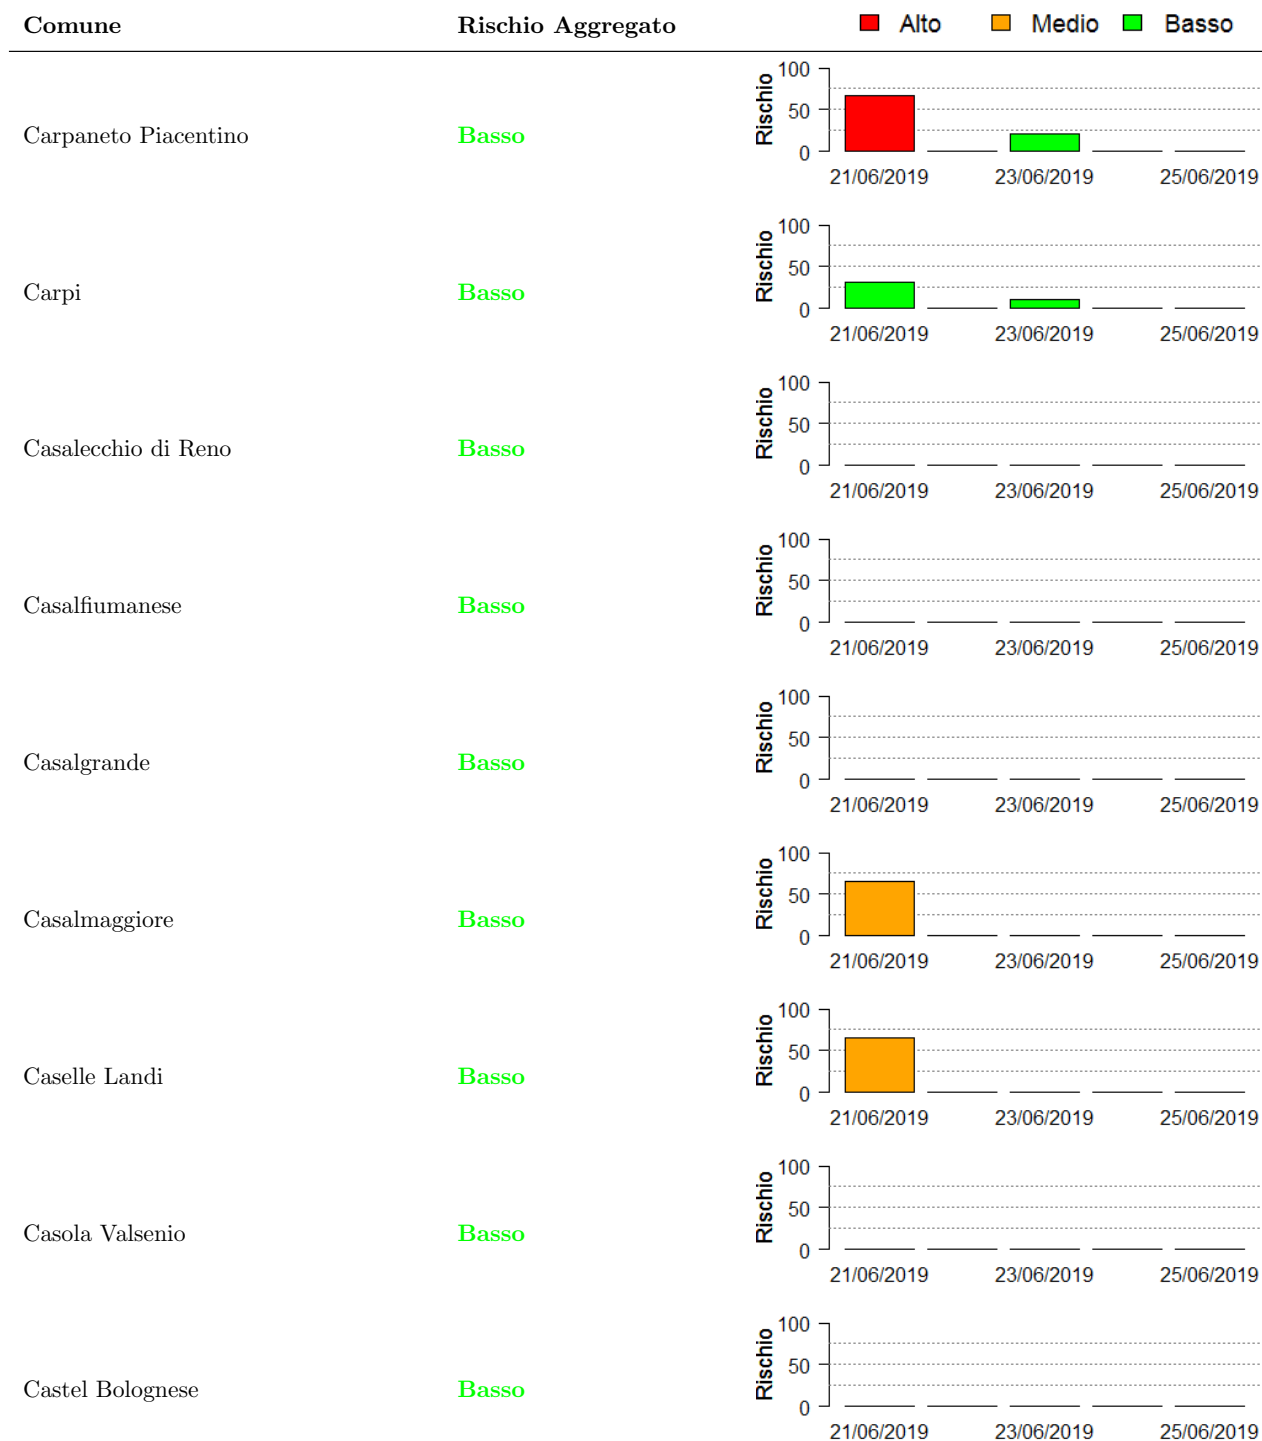 Comune Rischio Aggregato Alto Medio Basso
Carpaneto Piacentino Basso Rischio 100 50 0
21/06/2019 23/06/2019 25/06/2019
Carpi Basso Rischio 100 50 0
21/06/2019 23/06/2019 25/06/2019
Casalecchio di Reno Basso Rischio 100 50 0
21/06/2019 23/06/2019 25/06/2019
Casalfiumanese Basso Rischio 100 50 0
21/06/2019 23/06/2019 25/06/2019
Casalgrande Basso Rischio 100 50 0
21/06/2019 23/06/2019 25/06/2019
Casalmaggiore Basso Rischio 100 50 0
21/06/2019 23/06/2019 25/06/2019
Caselle Landi Basso Rischio 100 50 0
21/06/2019 23/06/2019 25/06/2019
Casola Valsenio Basso Rischio 100 50 0
21/06/2019 23/06/2019 25/06/2019
Castel Bolognese Basso Rischio 100 50 0
21/06/2019 23/06/2019 25/06/2019